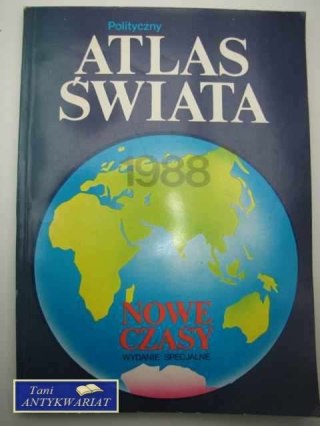 Polityczny
ATLAS
ŚWIATA
1988
NOWE
CZASY
WYDANIE SPECJALNE
Tani
ANTYKWARIAT